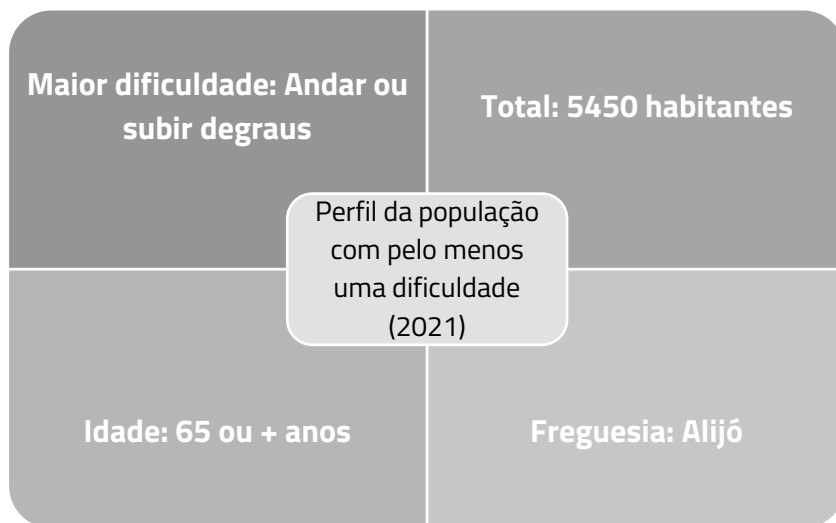 Maior dificuldade: Andar ou
subir degraus
Total: 5450 habitantes
Perfil da população
com pelo menos
uma dificuldade
(2021)
Idade: 65 ou + anos
Freguesia: Alijó